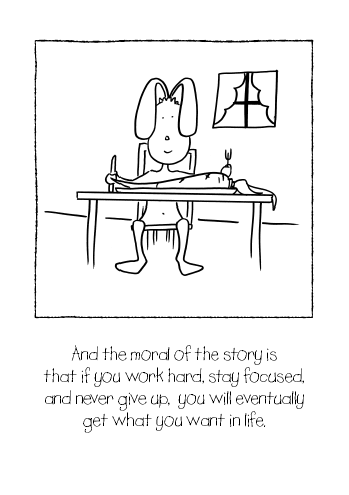 And the moral of the story is
that if you work hard, stay focused,
and never give up, you will eventually
get what you want in life.